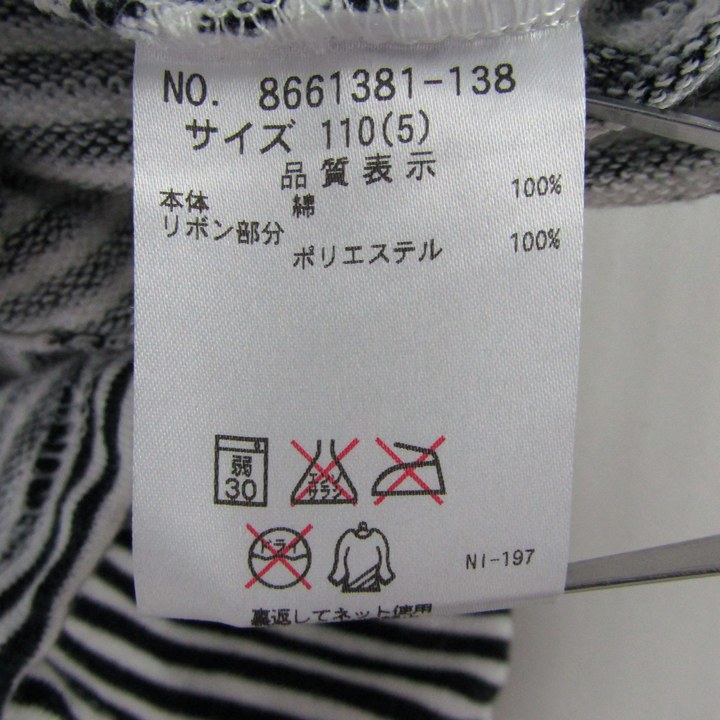 NO. 8661381-138
サイズ 110(5)
品質表示
本体 綿 100%
リボン部分
ポリエステル 100%
弱
30
エンソ
サラシ
ドライ
NI-197
裏返してネット使用